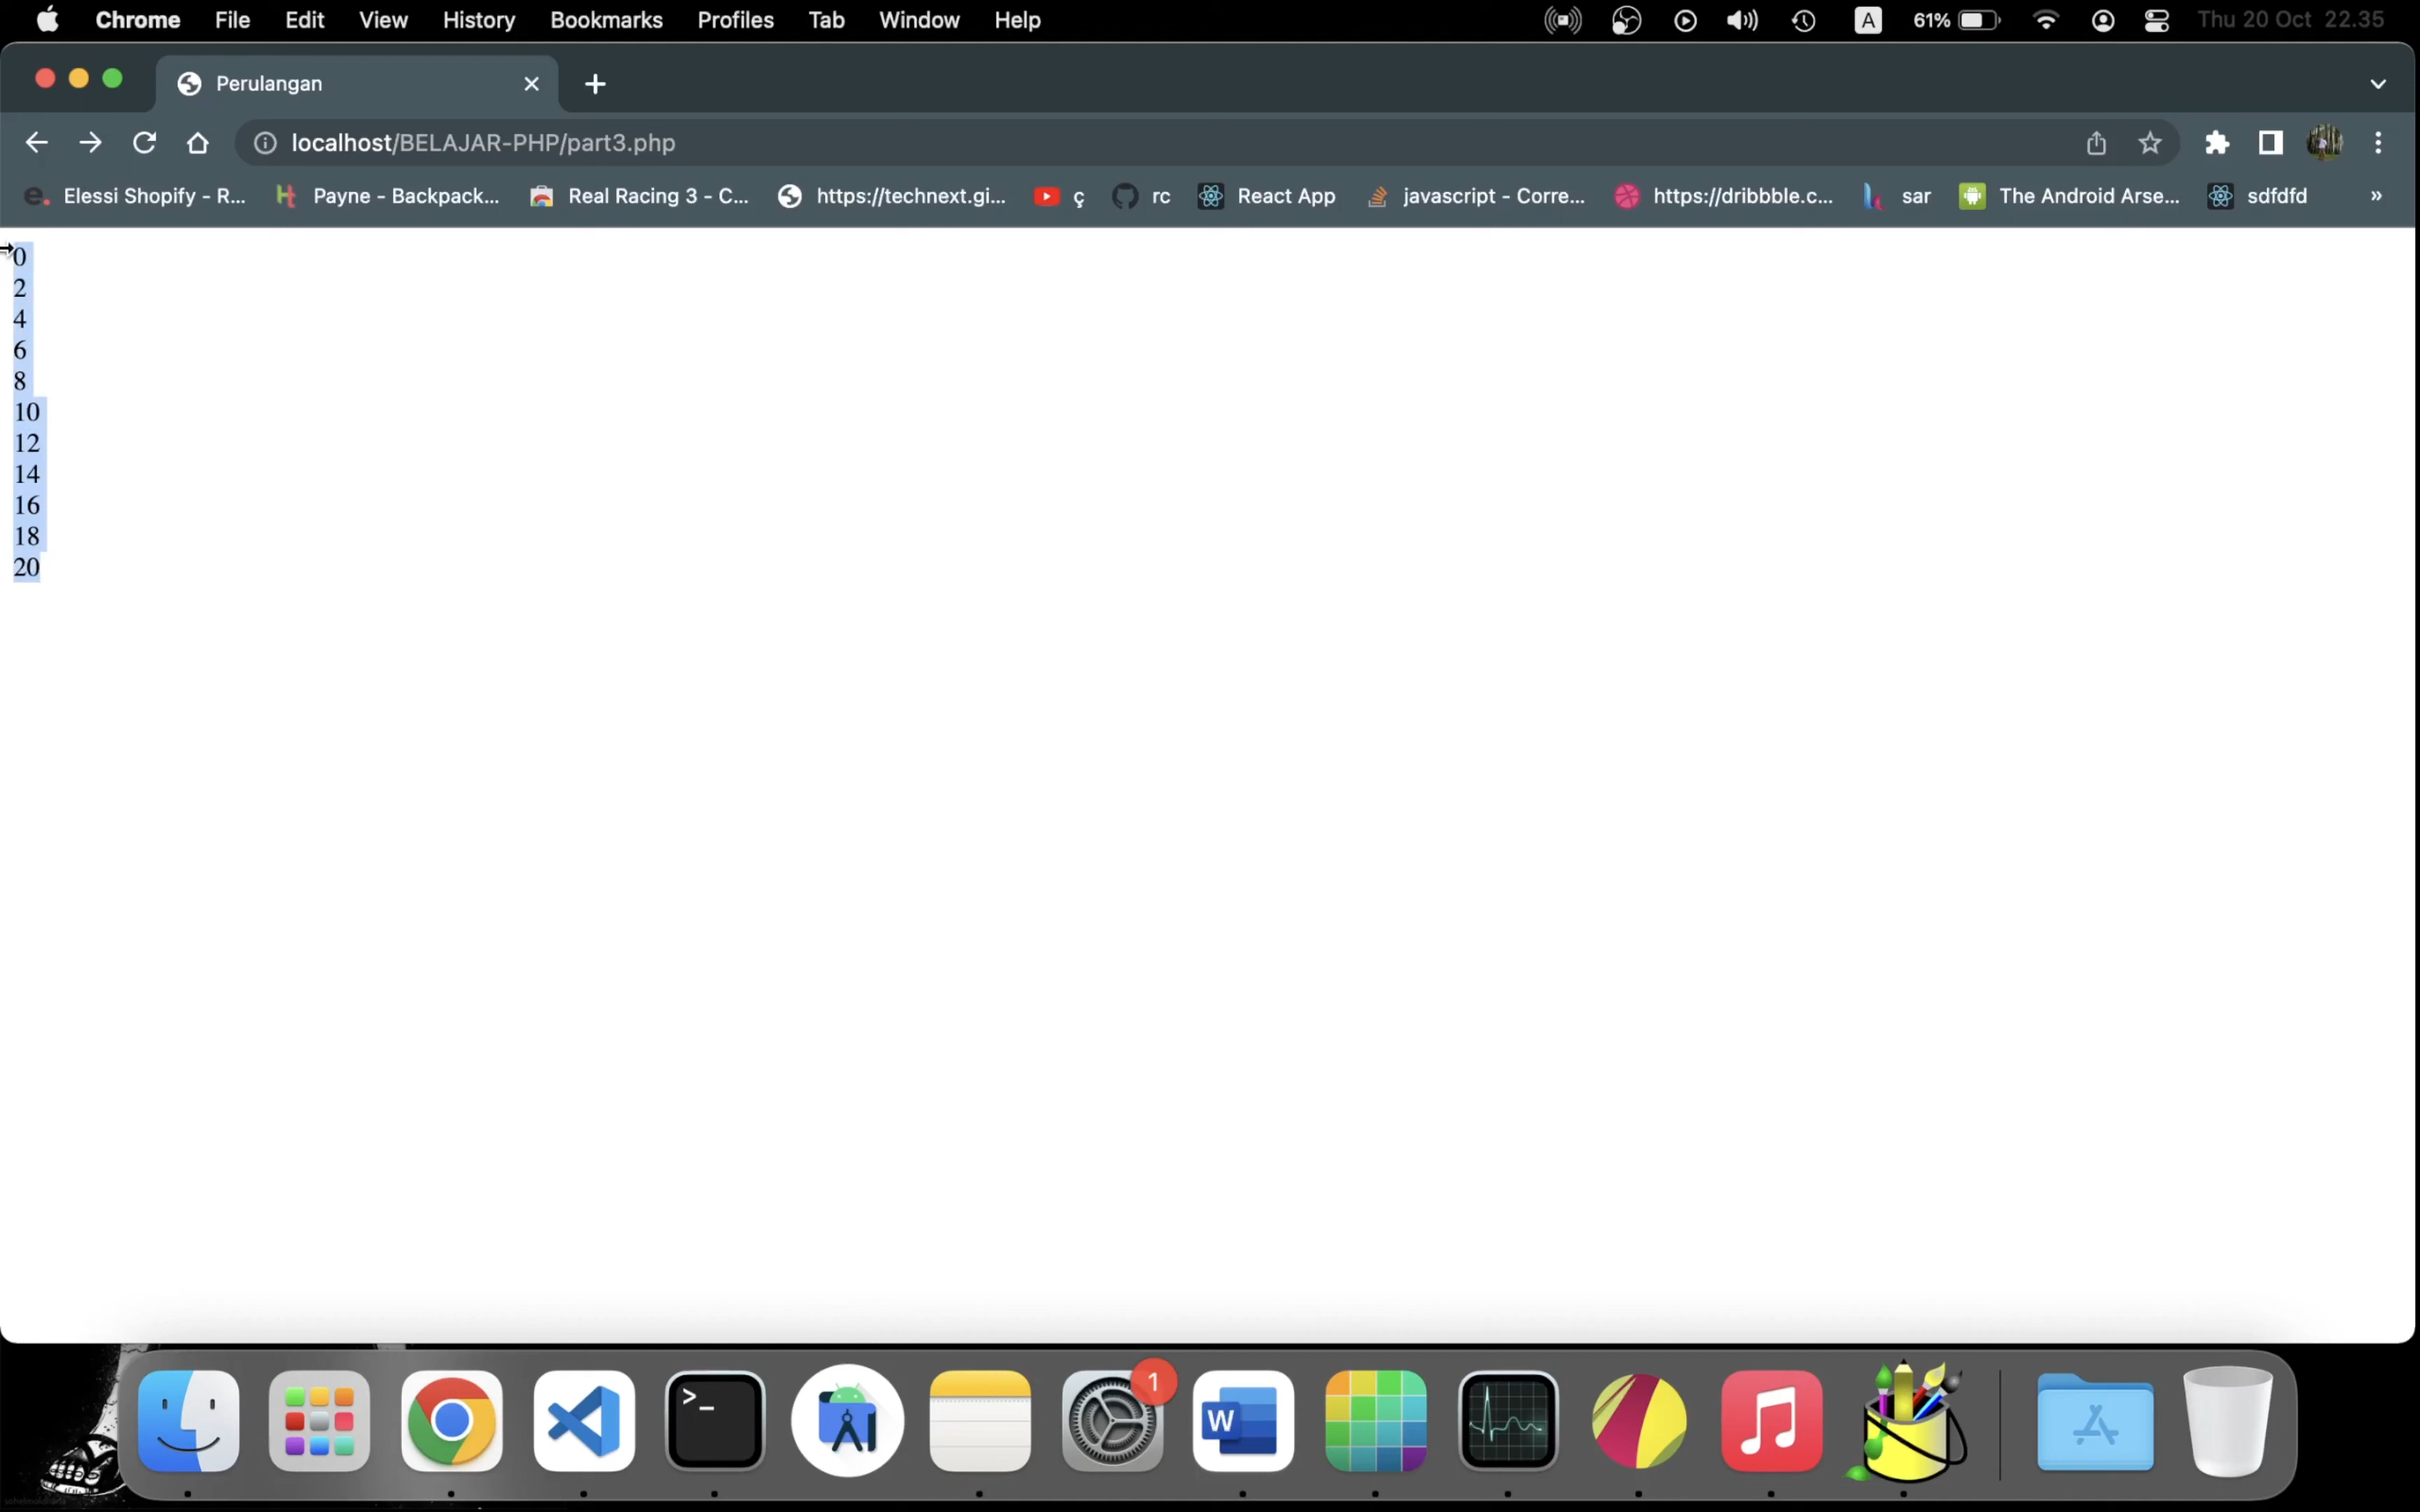 Chrome File Edit View History Bookmarks Profiles Tab Window Help A 61% Thu 20 Oct 22.35
Perulangan
localhost/BELAJAR-PHP/part3.php
Elessi Shopify - R... Payne - Backpack... Real Racing 3 - C... https://technext.gi... ç rc React App javascript - Corre... https://dribbble.c... sar The Android Arse... sdfdfd »
0
2
4
6
8
10
12
14
16
18
20
1
>_
W